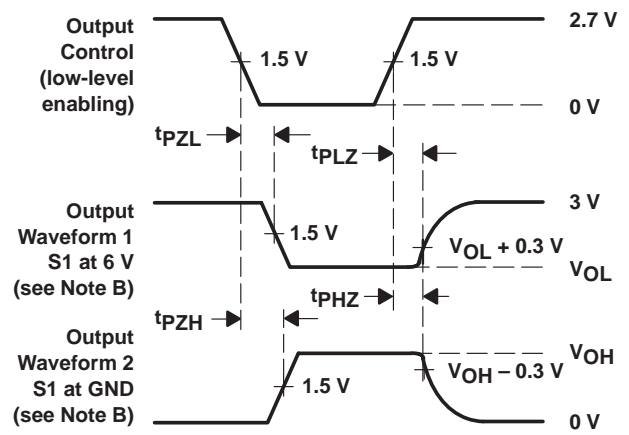 Output
Control
(low-level
enabling)
2.7 V
1.5 V
1.5 V
0 V
tPZL
tPLZ
Output
Waveform 1
S1 at 6 V
(see Note B)
3 V
1.5 V
VOL + 0.3 V
VOL
tPHZ
tPZH
Output
Waveform 2
S1 at GND
(see Note B)
VOH
1.5 V
VOH − 0.3 V
0 V